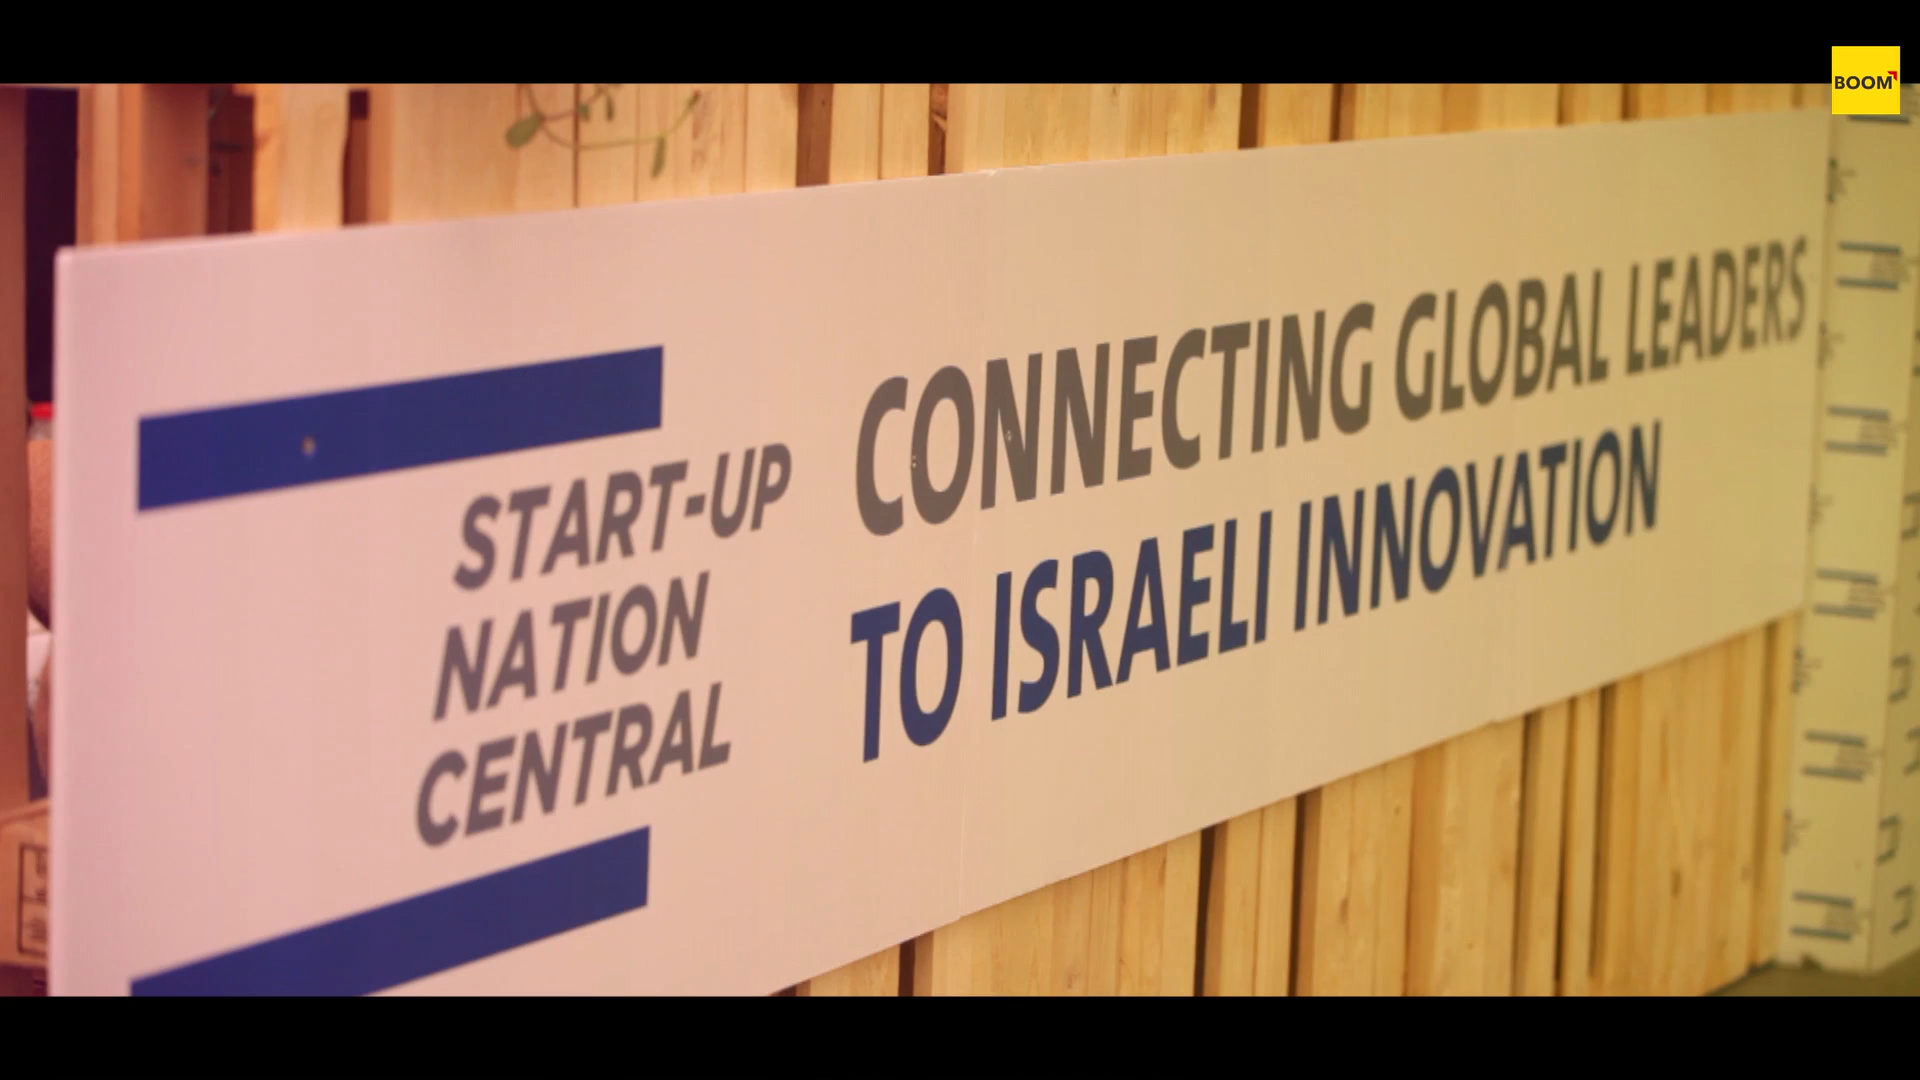 BOOM
START-UP
NATION
CENTRAL
CONNECTING GLOBAL LEADERS
TO ISRAELI INNOVATION